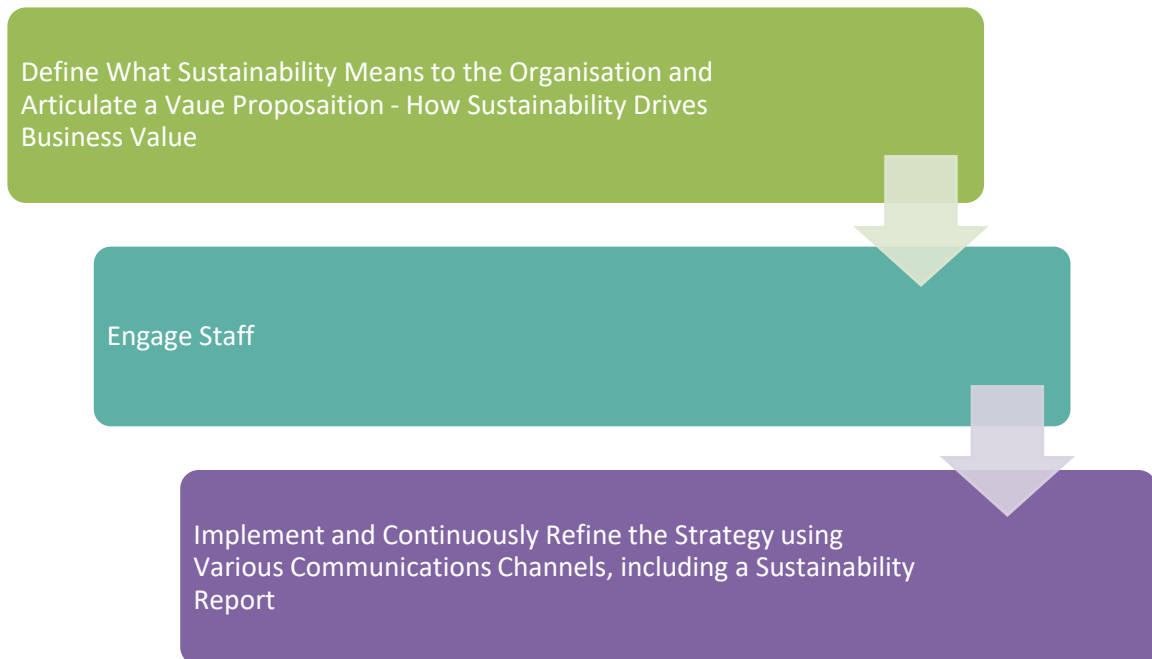 Define What Sustainability Means to the Organisation and
Articulate a Vaue Proposaition - How Sustainability Drives
Business Value
Engage Staff
Implement and Continuously Refine the Strategy using
Various Communications Channels, including a Sustainability
Report